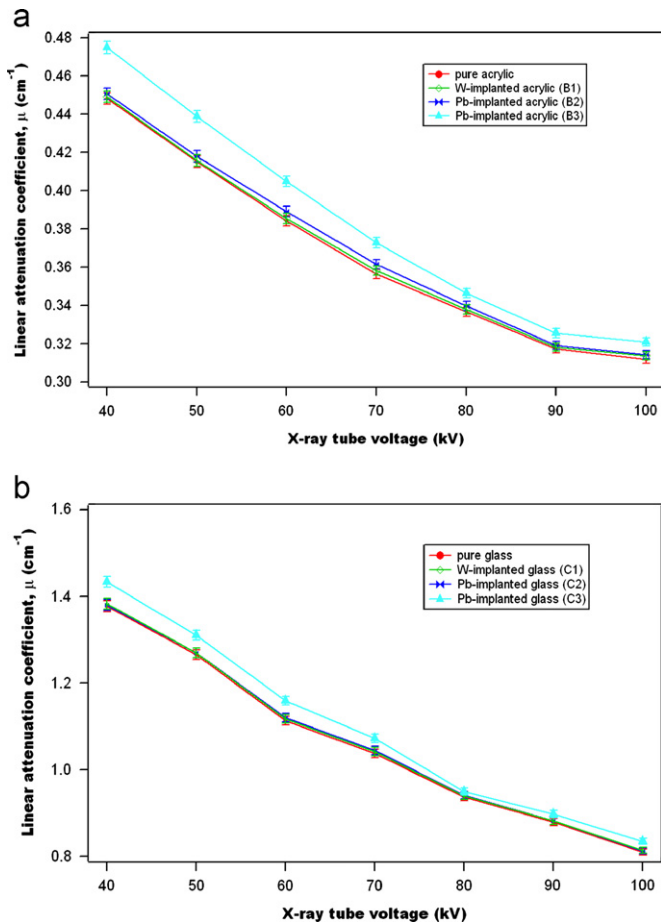 a
0.48
0.46
0.44
0.42
0.40
0.38
0.36
0.34
0.32
0.30
Linear attenuation coefficient, μ (cm⁻¹)
pure acrylic
W-implanted acrylic (B1)
Pb-implanted acrylic (B2)
Pb-implanted acrylic (B3)
40 50 60 70 80 90 100
X-ray tube voltage (kV)
b
1.6
1.4
1.2
1.0
0.8
Linear attenuation coefficient, μ (cm⁻¹)
pure glass
W-implanted glass (C1)
Pb-implanted glass (C2)
Pb-implanted glass (C3)
40 50 60 70 80 90 100
X-ray tube voltage (kV)